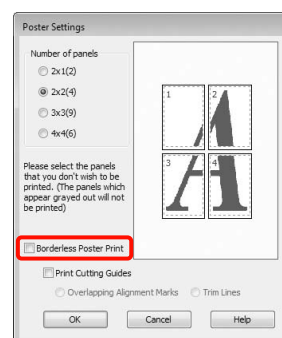 Poster Settings
Number of panels
2x1(2)
2x2(4)
3x3(9)
4x4(6)
Please select the panels
that you don't wish to be
printed. (The panels which
appear grayed out will not
be printed)
1 2
3 4
Borderless Poster Print
Print Cutting Guides
Overlapping Alignment Marks Trim Lines
OK Cancel Help